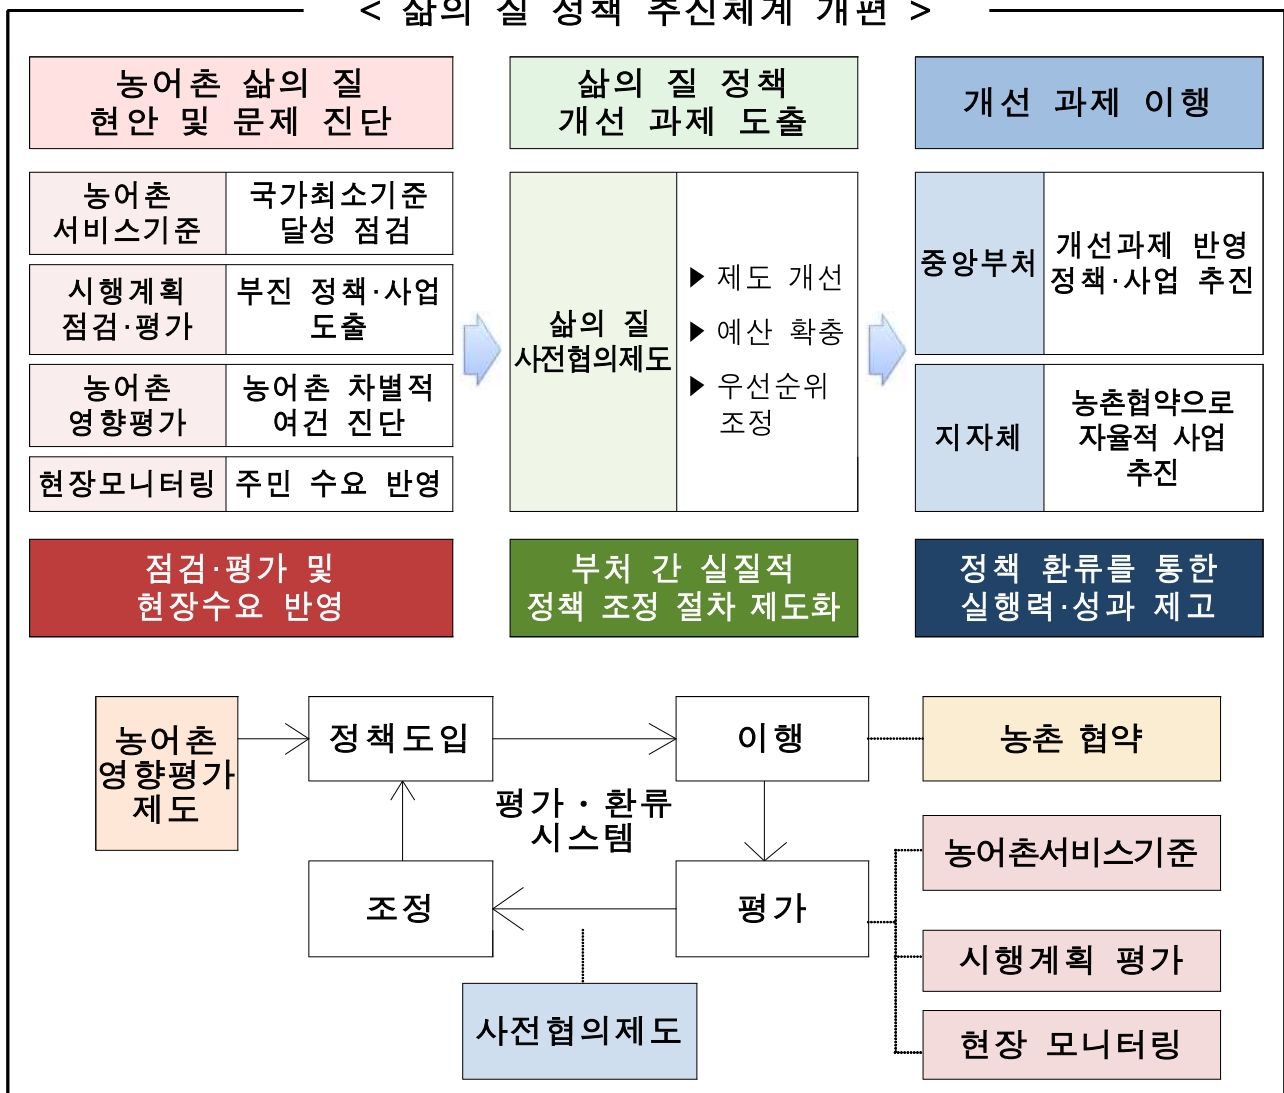 < 삶의 질 정책 추진체계 개편 >
농어촌 삶의 질
현안 및 문제 진단
삶의 질 정책
개선 과제 도출
개선 과제 이행
농어촌
서비스기준
국가최소기준
달성 점검
시행계획
점검·평가
부진 정책·사업
도출
농어촌
영향평가
농어촌 차별적
여건 진단
현장모니터링
주민 수요 반영
삶의 질
사전협의제도
▶ 제도 개선
▶ 예산 확충
▶ 우선순위
조정
중앙부처
개선과제 반영
정책·사업 추진
지자체
농촌협약으로
자율적 사업
추진
점검·평가 및
현장수요 반영
부처 간 실질적
정책 조정 절차 제도화
정책 환류를 통한
실행력·성과 제고
농어촌
영향평가
제도
정책도입
이행
농촌 협약
평가·환류
시스템
조정
평가
농어촌서비스기준
시행계획 평가
현장 모니터링
사전협의제도